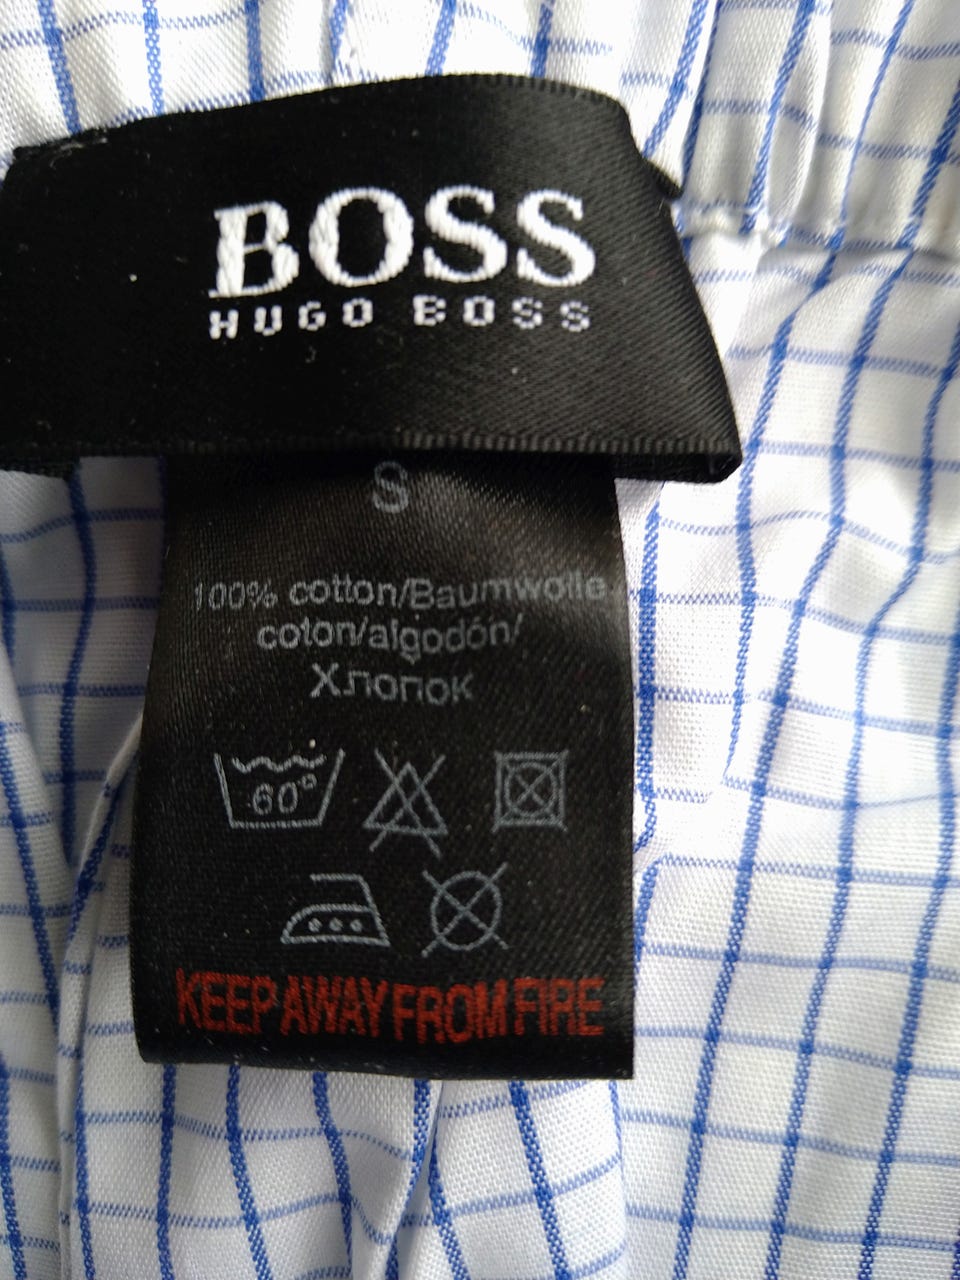 BOSS
HUGO BOSS
S
100% cotton/Baumwolle
coton/algodón/
Хлопок
60°
KEEP AWAY FROM FIRE